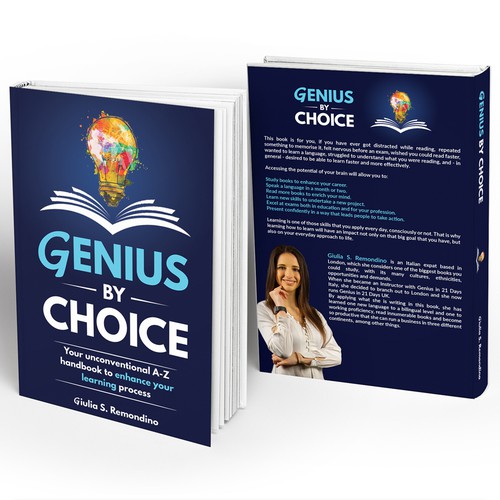 GENIUS
BY
CHOICE
Your unconventional A-Z
handbook to enhance your
learning process
Giulia S. Remondino
GENIUS
BY
CHOICE
This book is for you, if you have ever got distracted while reading, repeated
something to memorise it, felt nervous before an exam, wished you could read faster,
wanted to learn a language, struggled to understand what you were reading, and - in
general - desired to be able to learn faster and more effectively.
Accessing the potential of your brain will allow you to:
Study books to enhance your career.
Speak a language in a month or two.
Read more books to enrich your mind.
Learn new skills to undertake a new project.
Excel at exams both in education and for your profession.
Present confidently in a way that leads people to take action.
Learning is one of those skills that you apply every day, consciously or not. That is why
learning how to learn will have an impact not only on that big goal that you have, but
also on your everyday approach to life.
Giulia S. Remondino is an Italian expat based in
London, which she considers one of the biggest books you
could study, with its many cultures, ethnicities,
opportunities and demands.
When she became an Instructor with Genius in 21 Days
Italy, she decided to branch out to London and she now
runs Genius in 21 Days UK.
By applying what she is writing in this book, she has
learned one new language to a bilingual level and one to
working proficiency, read innumerable books and become
so productive that she can run a business in three different
continents, among other things.
GENIUS BY CHOICE
Giulia S. Remondino